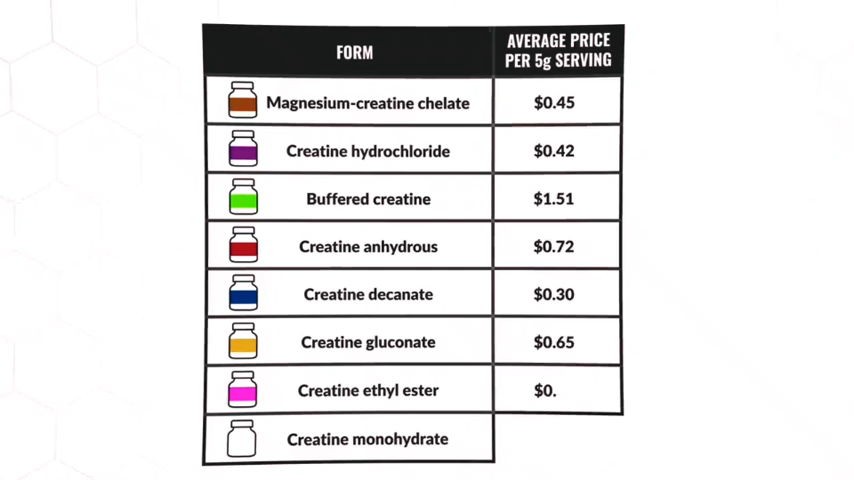 FORM
AVERAGE PRICE
PER 5g SERVING
Magnesium-creatine chelate $0.45
Creatine hydrochloride $0.42
Buffered creatine $1.51
Creatine anhydrous $0.72
Creatine decanate $0.30
Creatine gluconate $0.65
Creatine ethyl ester $0.
Creatine monohydrate